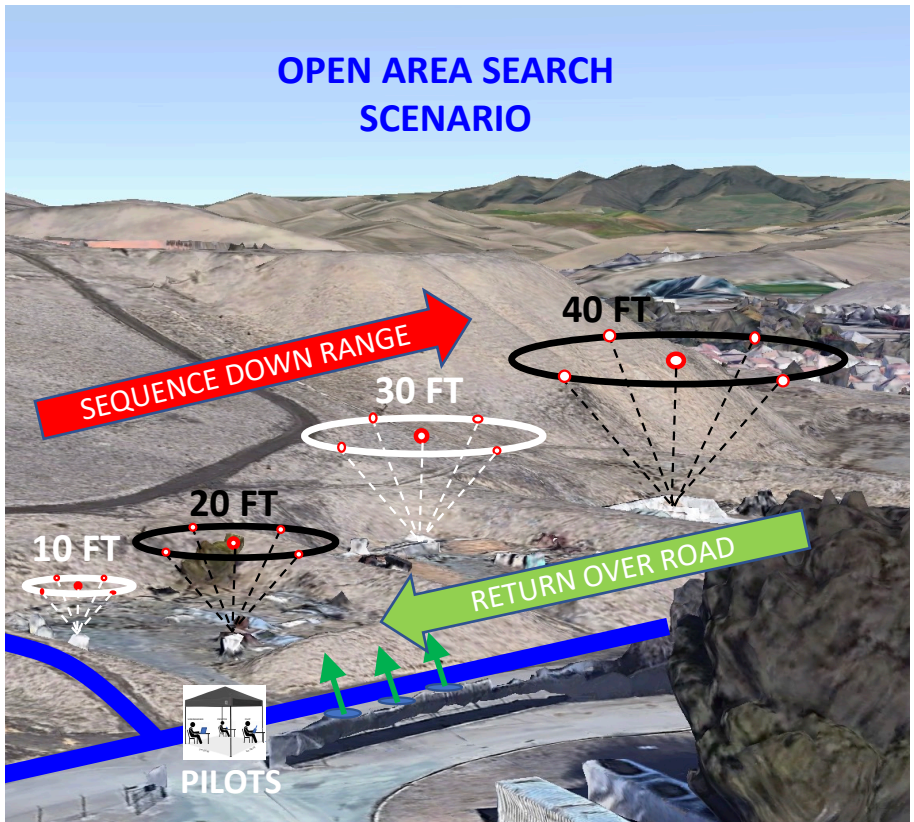 OPEN AREA SEARCH
SCENARIO
40 FT
SEQUENCE DOWN RANGE
30 FT
20 FT
10 FT
RETURN OVER ROAD
PILOTS